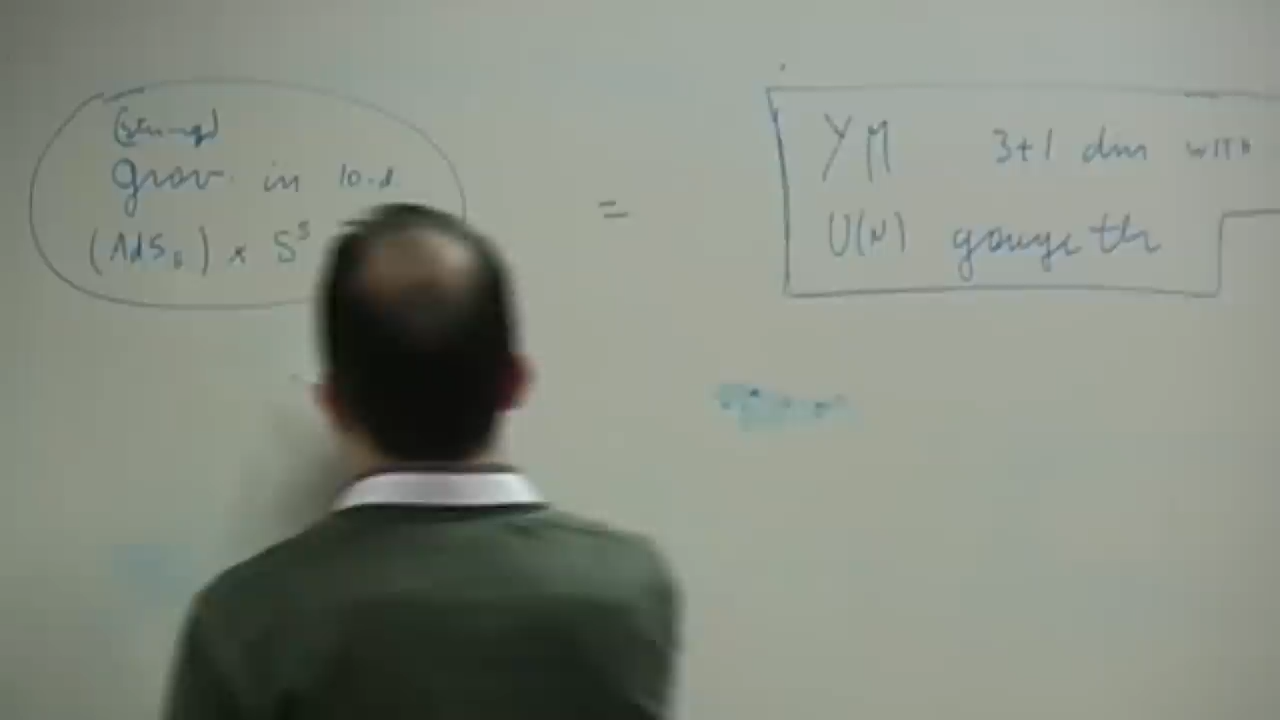 (string)
grav. in 10-d
(AdS₅) × S⁵
=
YM 3+1 dim WITH
U(N) gauge th